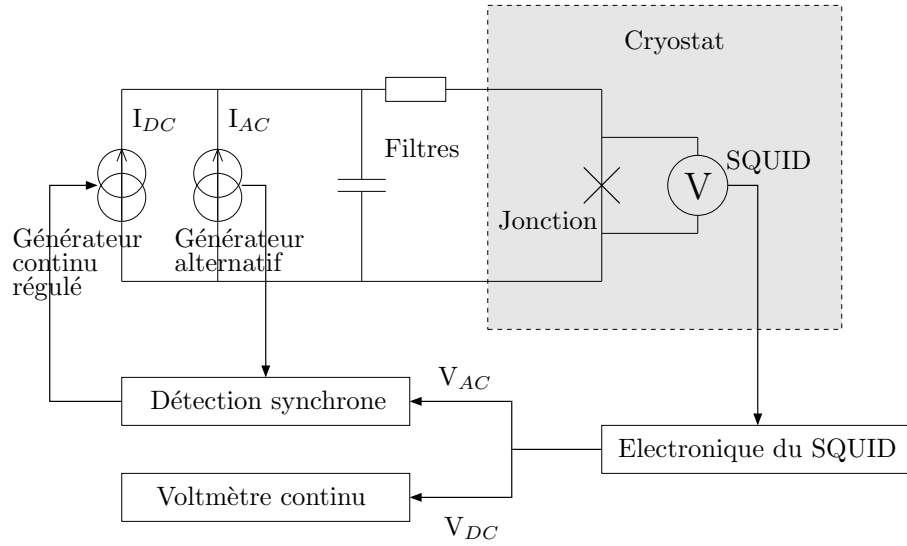 Cryostat
I_DC
I_AC
Filtres
SQUID
V
Jonction
Générateur
continu
régulé
Générateur
alternatif
V_AC
Détection synchrone
Electronique du SQUID
Voltmètre continu
V_DC